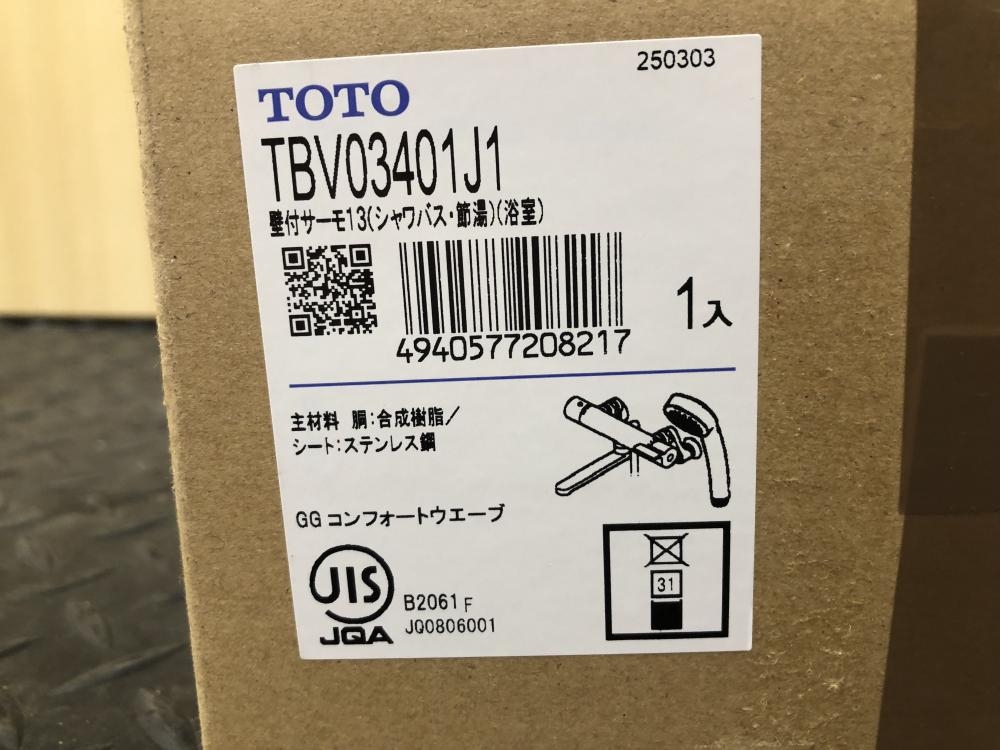 250303
TOTO
TBV03401J1
壁付サーモ13(シャワバス・節湯)(浴室)
4940577208217
1入
主材料 胴:合成樹脂/
シート:ステンレス鋼
GGコンフォートウエーブ
JIS
JQA
B2061 F
JQ0806001
31